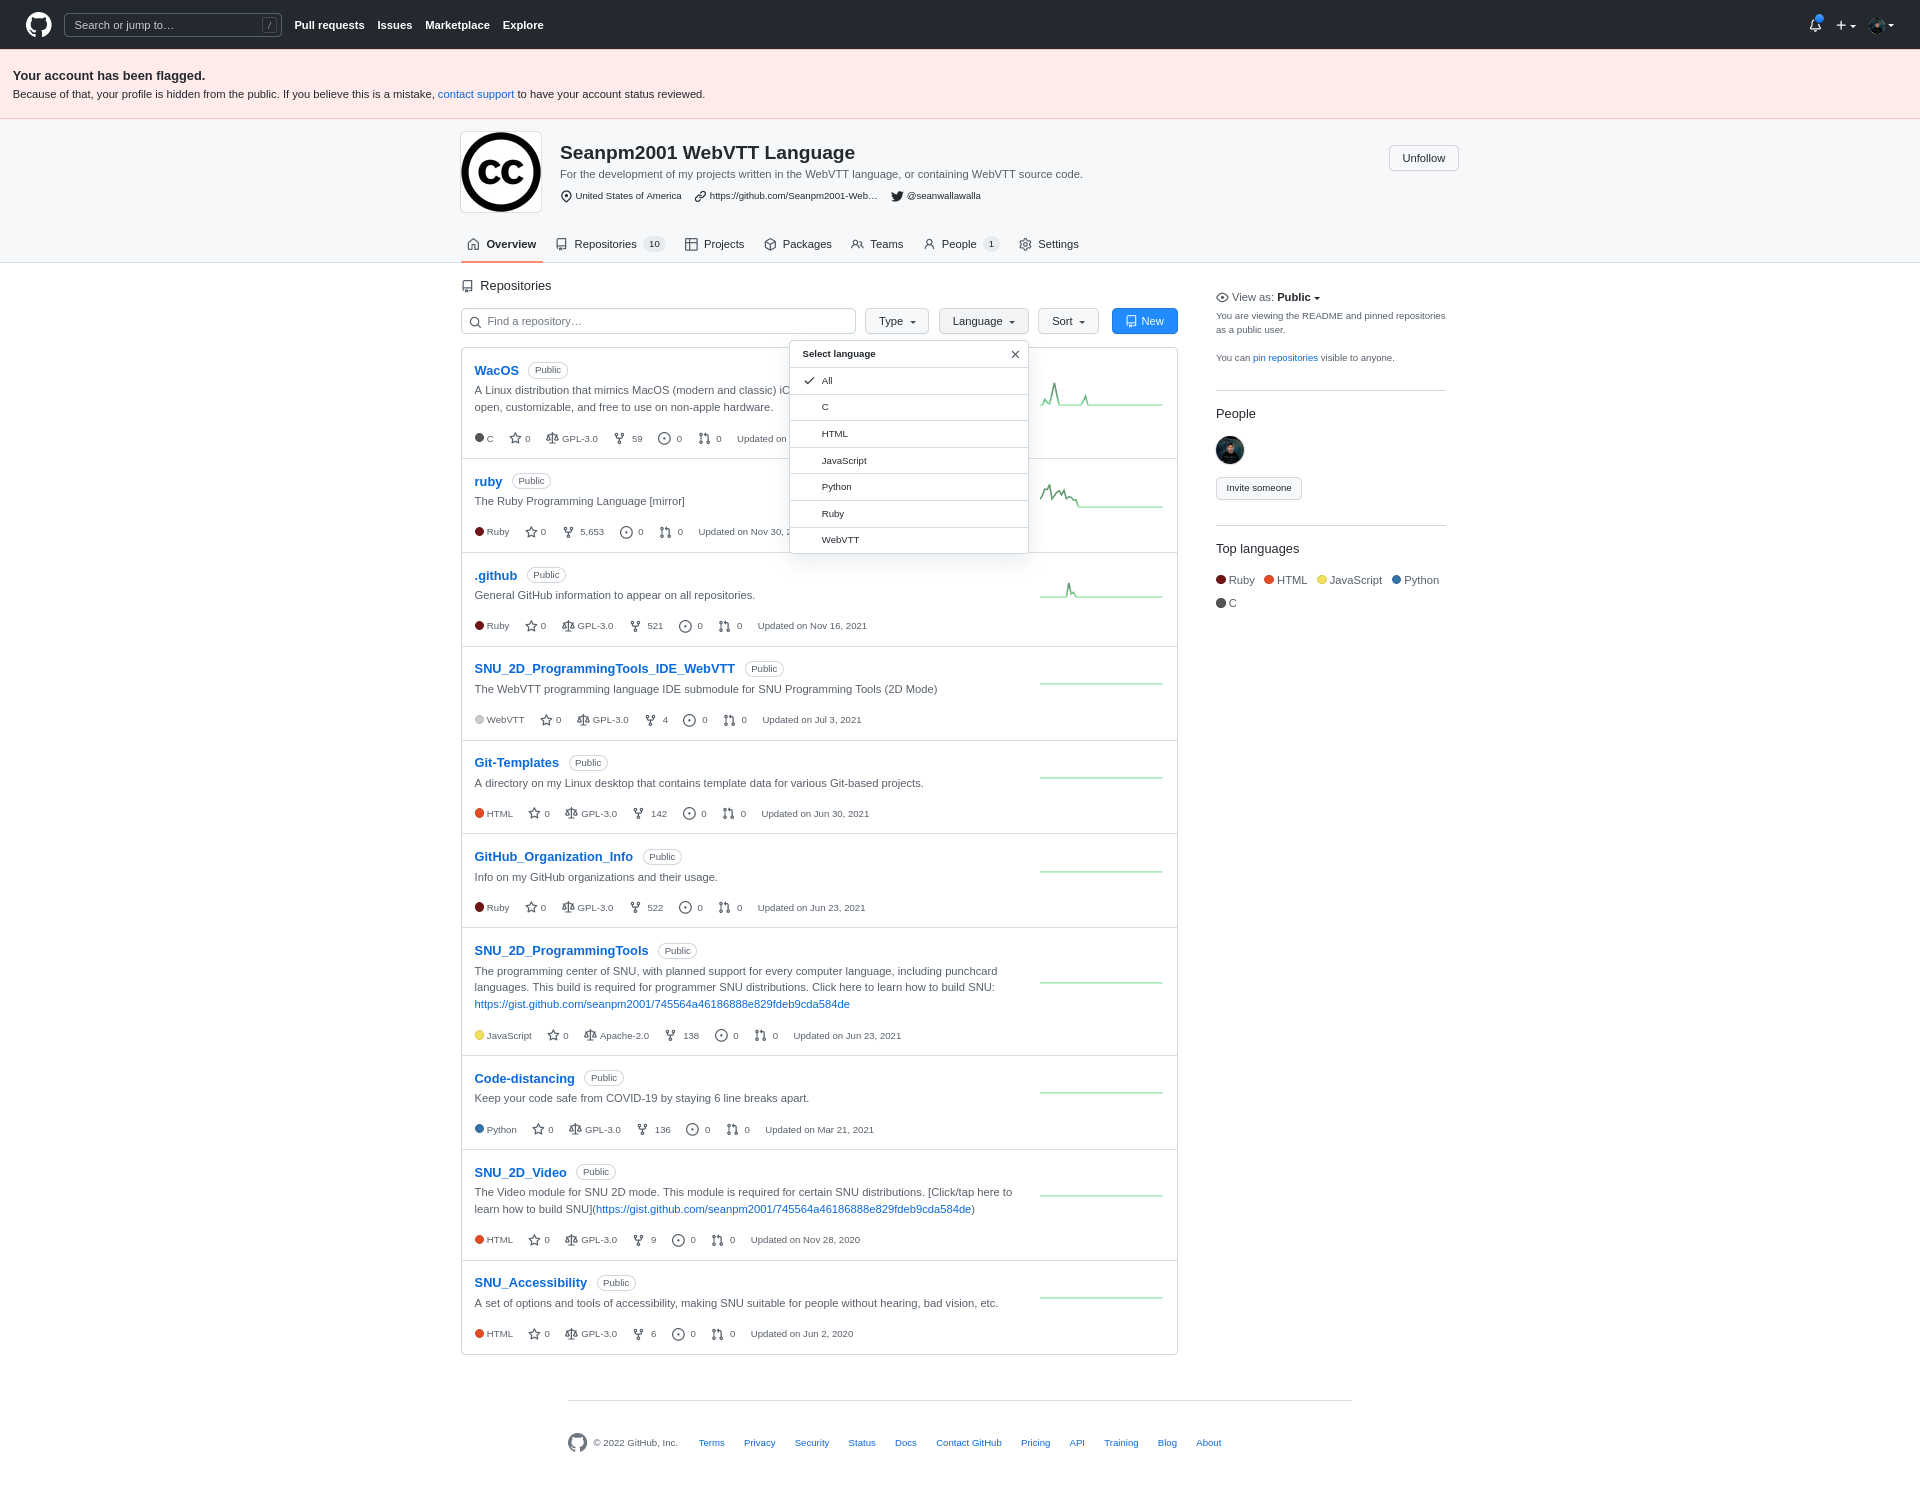 Search or jump to…
/
Pull requests Issues Marketplace Explore
Your account has been flagged.
Because of that, your profile is hidden from the public. If you believe this is a mistake, contact support to have your account status reviewed.
cc
Seanpm2001 WebVTT Language
Unfollow
For the development of my projects written in the WebVTT language, or containing WebVTT source code.
United States of America https://github.com/Seanpm2001-Web… @seanwallawalla
Overview Repositories 10 Projects Packages Teams People 1 Settings
Repositories
Find a repository…
Type Language Sort New
Select language
All
C
HTML
JavaScript
Python
Ruby
WebVTT
WacOS Public
A Linux distribution that mimics MacOS (modern and classic)
open, customizable, and free to use on non-apple hardware.
C 0 GPL-3.0 59 0 0 Updated on
ruby Public
The Ruby Programming Language [mirror]
Ruby 0 5,653 0 0 Updated on Nov 30,
.github Public
General GitHub information to appear on all repositories.
Ruby 0 GPL-3.0 521 0 0 Updated on Nov 16, 2021
SNU_2D_ProgrammingTools_IDE_WebVTT Public
The WebVTT programming language IDE submodule for SNU Programming Tools (2D Mode)
WebVTT 0 GPL-3.0 4 0 0 Updated on Jul 3, 2021
Git-Templates Public
A directory on my Linux desktop that contains template data for various Git-based projects.
HTML 0 GPL-3.0 142 0 0 Updated on Jun 30, 2021
GitHub_Organization_Info Public
Info on my GitHub organizations and their usage.
Ruby 0 GPL-3.0 522 0 0 Updated on Jun 23, 2021
SNU_2D_ProgrammingTools Public
The programming center of SNU, with planned support for every computer language, including punchcard
languages. This build is required for programmer SNU distributions. Click here to learn how to build SNU:
https://gist.github.com/seanpm2001/745564a46186888e829fdeb9cda584de
JavaScript 0 Apache-2.0 138 0 0 Updated on Jun 23, 2021
Code-distancing Public
Keep your code safe from COVID-19 by staying 6 line breaks apart.
Python 0 GPL-3.0 136 0 0 Updated on Mar 21, 2021
SNU_2D_Video Public
The Video module for SNU 2D mode. This module is required for certain SNU distributions. [Click/tap here to
learn how to build SNU](https://gist.github.com/seanpm2001/745564a46186888e829fdeb9cda584de)
HTML 0 GPL-3.0 9 0 0 Updated on Nov 28, 2020
SNU_Accessibility Public
A set of options and tools of accessibility, making SNU suitable for people without hearing, bad vision, etc.
HTML 0 GPL-3.0 6 0 0 Updated on Jun 2, 2020
View as: Public
You are viewing the README and pinned repositories
as a public user.
You can pin repositories visible to anyone.
People
Invite someone
Top languages
Ruby HTML JavaScript Python
C
© 2022 GitHub, Inc. Terms Privacy Security Status Docs Contact GitHub Pricing API Training Blog About